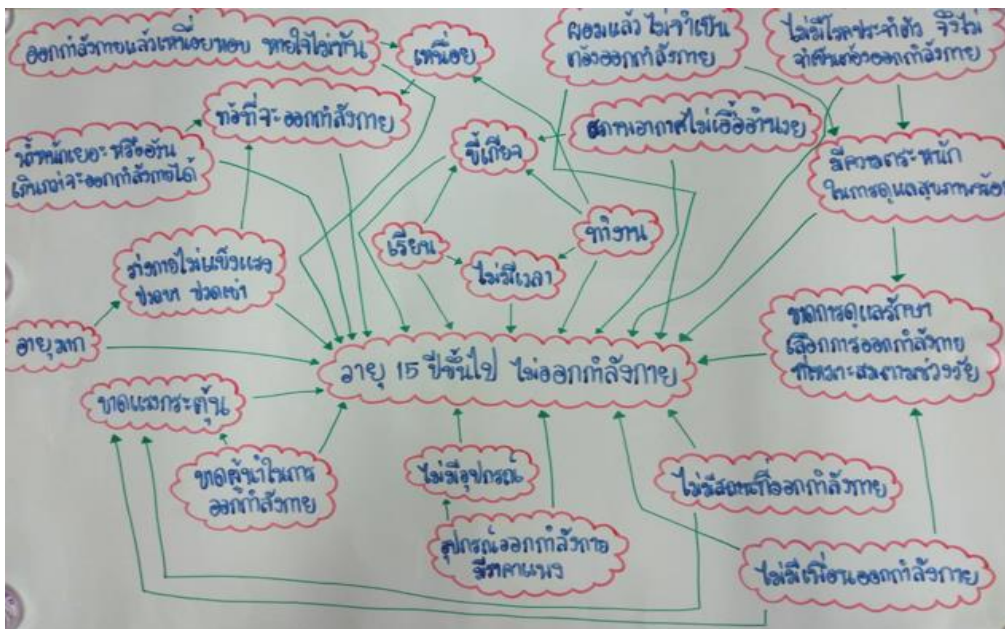 ออกกำลังกายแล้วเหนื่อยหอบ หายใจไม่ทัน
เหนื่อย
ผอมแล้ว ไม่จำเป็น
ต้องออกกำลังกาย
ไม่มีโรคประจำตัว จึงไม่
จำเป็นต้องออกกำลังกาย
ท้อที่จะออกกำลังกาย
ขี้เกียจ
สภาพอากาศไม่เอื้ออำนวย
น้ำหนักเยอะ หรืออ้วน
เกินกว่าจะออกกำลังกายได้
มีความตระหนัก
ในการดูแลสุขภาพน้อย
เรียน
ทำงาน
ไม่มีเวลา
ร่างกายไม่แข็งแรง
ปวดขา ปวดเข่า
อายุมาก
อายุ 15 ปีขึ้นไป ไม่ออกกำลังกาย
ขาดการดูแลรักษา
เลือกการออกกำลังกาย
ที่เหมาะสมตามช่วงวัย
ขาดแรงกระตุ้น
ขาดผู้นำในการ
ออกกำลังกาย
ไม่มีอุปกรณ์
ไม่มีสถานที่ออกกำลังกาย
อุปกรณ์ออกกำลังกาย
มีราคาแพง
ไม่มีเพื่อนออกกำลังกาย